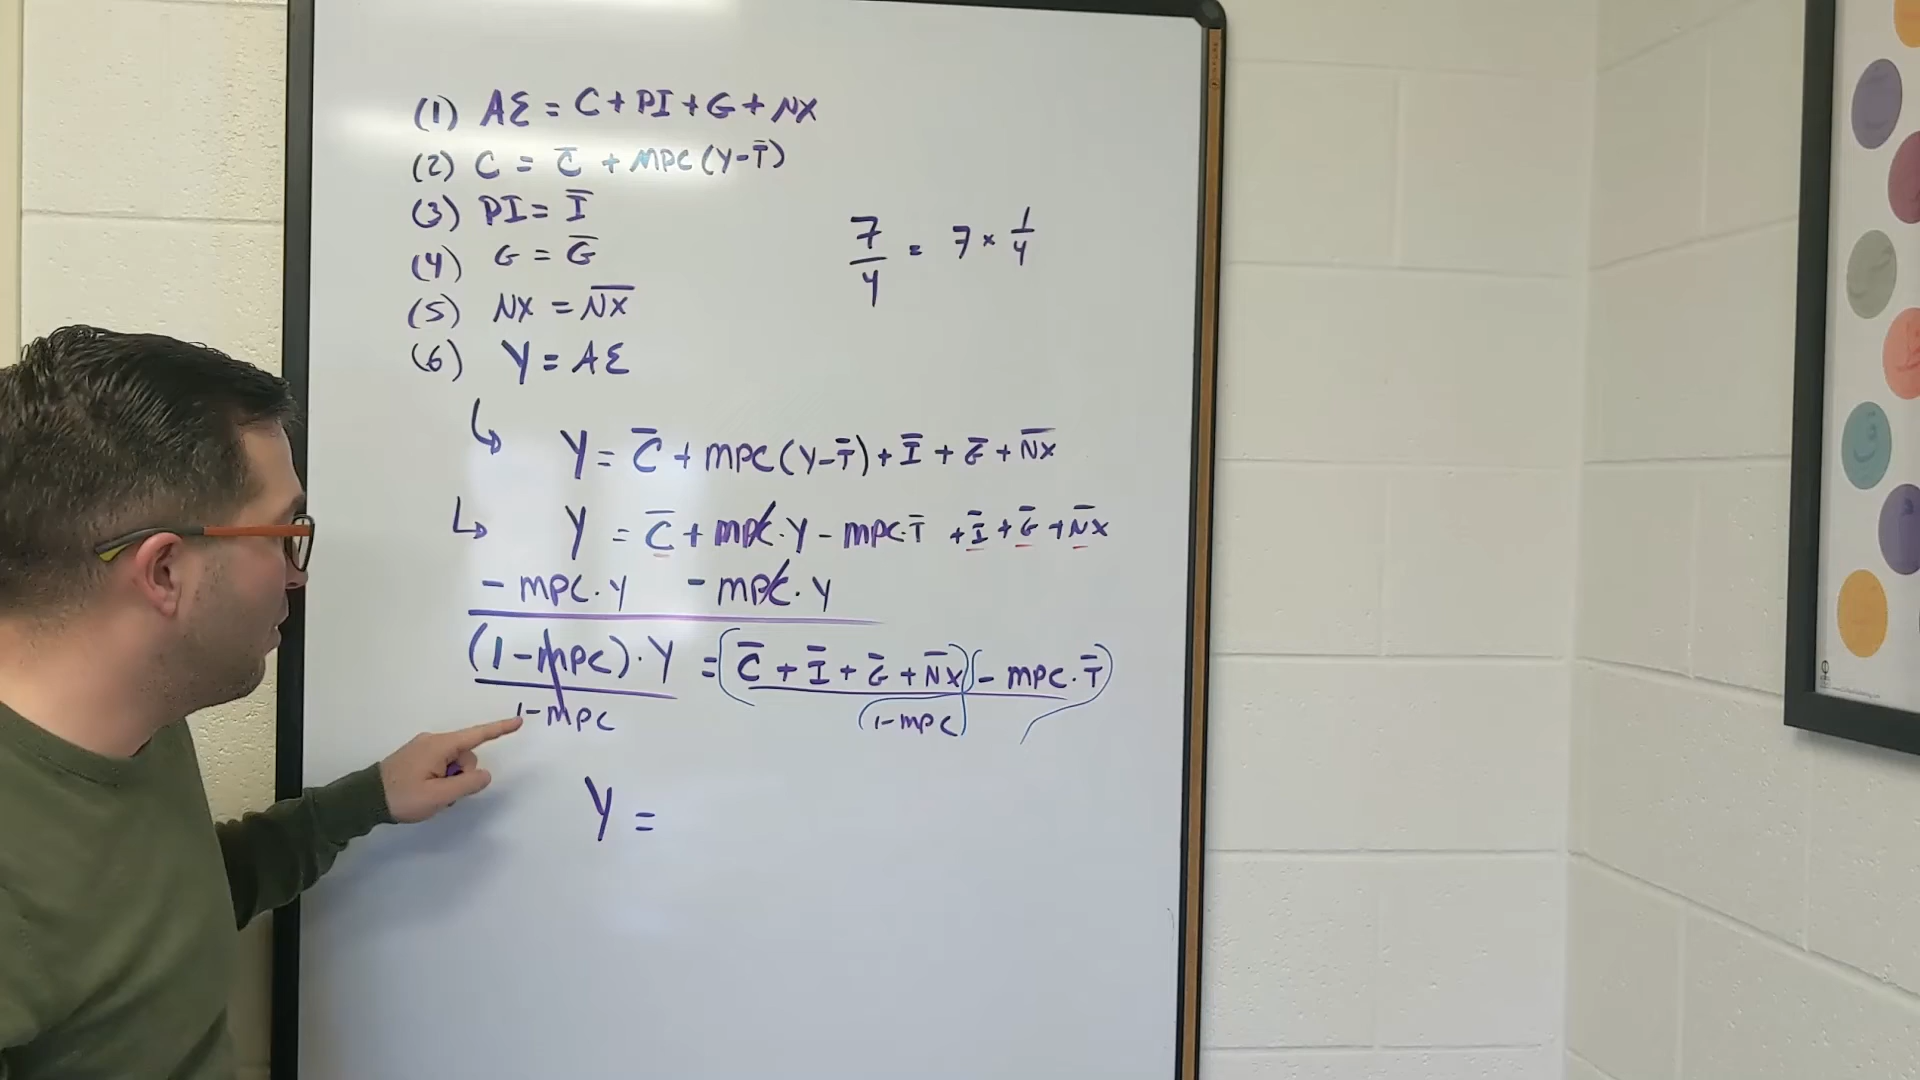 (1) AE = C + PI + G + NX
(2) C = C̅ + MPC (Y-T̅)
(3) PI = I̅
(4) G = G̅
(5) NX = N̅X̅
(6) Y = AE
7/4 = 7 × 1/4
↳ Y = C̅ + MPC (Y-T̅) + I̅ + G̅ + N̅X̅
↳ Y = C̅ + MPC·Y - MPC·T̅ + I̅ + G̅ + N̅X̅
- MPC·Y - MPC·Y
(1-MPC)·Y = C̅ + I̅ + G̅ + N̅X̅ - MPC·T̅
1-MPC 1-MPC
Y =